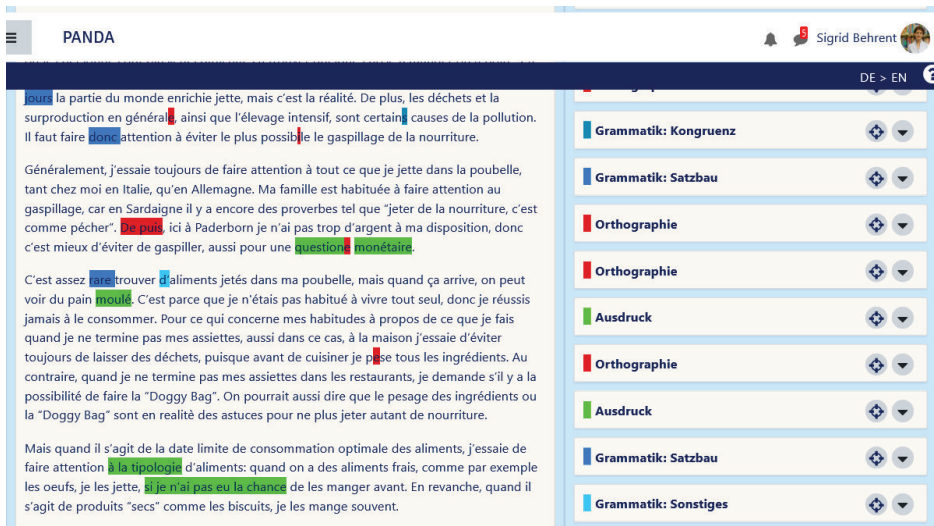 PANDA
5
Sigrid Behrent
DE > EN
jours la partie du monde enrichie jette, mais c'est la réalité. De plus, les déchets et la
surproduction en générale, ainsi que l'élevage intensif, sont certains causes de la pollution.
Il faut faire donc attention à éviter le plus possibile le gaspillage de la nourriture.
Généralement, j'essaie toujours de faire attention à tout ce que je jette dans la poubelle,
tant chez moi en Italie, qu'en Allemagne. Ma famille est habituée à faire attention au
gaspillage, car en Sardaigne il y a encore des proverbes tel que "jeter de la nourriture, c'est
comme pécher". De puis, ici à Paderborn je n'ai pas trop d'argent à ma disposition, donc
c'est mieux d'éviter de gaspiller, aussi pour une questione monétaire.
C'est assez rare trouver d'aliments jetés dans ma poubelle, mais quand ça arrive, on peut
voir du pain moulé. C'est parce que je n'étais pas habitué à vivre tout seul, donc je réussis
jamais à le consommer. Pour ce qui concerne mes habitudes à propos de ce que je fais
quand je ne termine pas mes assiettes, aussi dans ce cas, à la maison j'essaie d'éviter
toujours de laisser des déchets, puisque avant de cuisiner je pese tous les ingrédients. Au
contraire, quand je ne termine pas mes assiettes dans les restaurants, je demande s'il y a la
possibilité de faire la "Doggy Bag". On pourrait aussi dire que le pesage des ingrédients ou
la "Doggy Bag" sont en realitè des astuces pour ne plus jeter autant de nourriture.
Mais quand il s'agit de la date limite de consommation optimale des aliments, j'essaie de
faire attention à la tipologie d'aliments: quand on a des aliments frais, comme par exemple
les oeufs, je les jette, si je n'ai pas eu la chance de les manger avant. En revanche, quand il
s'agit de produits "secs" comme les biscuits, je les mange souvent.
Grammatik: Kongruenz
Grammatik: Satzbau
Orthographie
Orthographie
Ausdruck
Orthographie
Ausdruck
Grammatik: Satzbau
Grammatik: Sonstiges